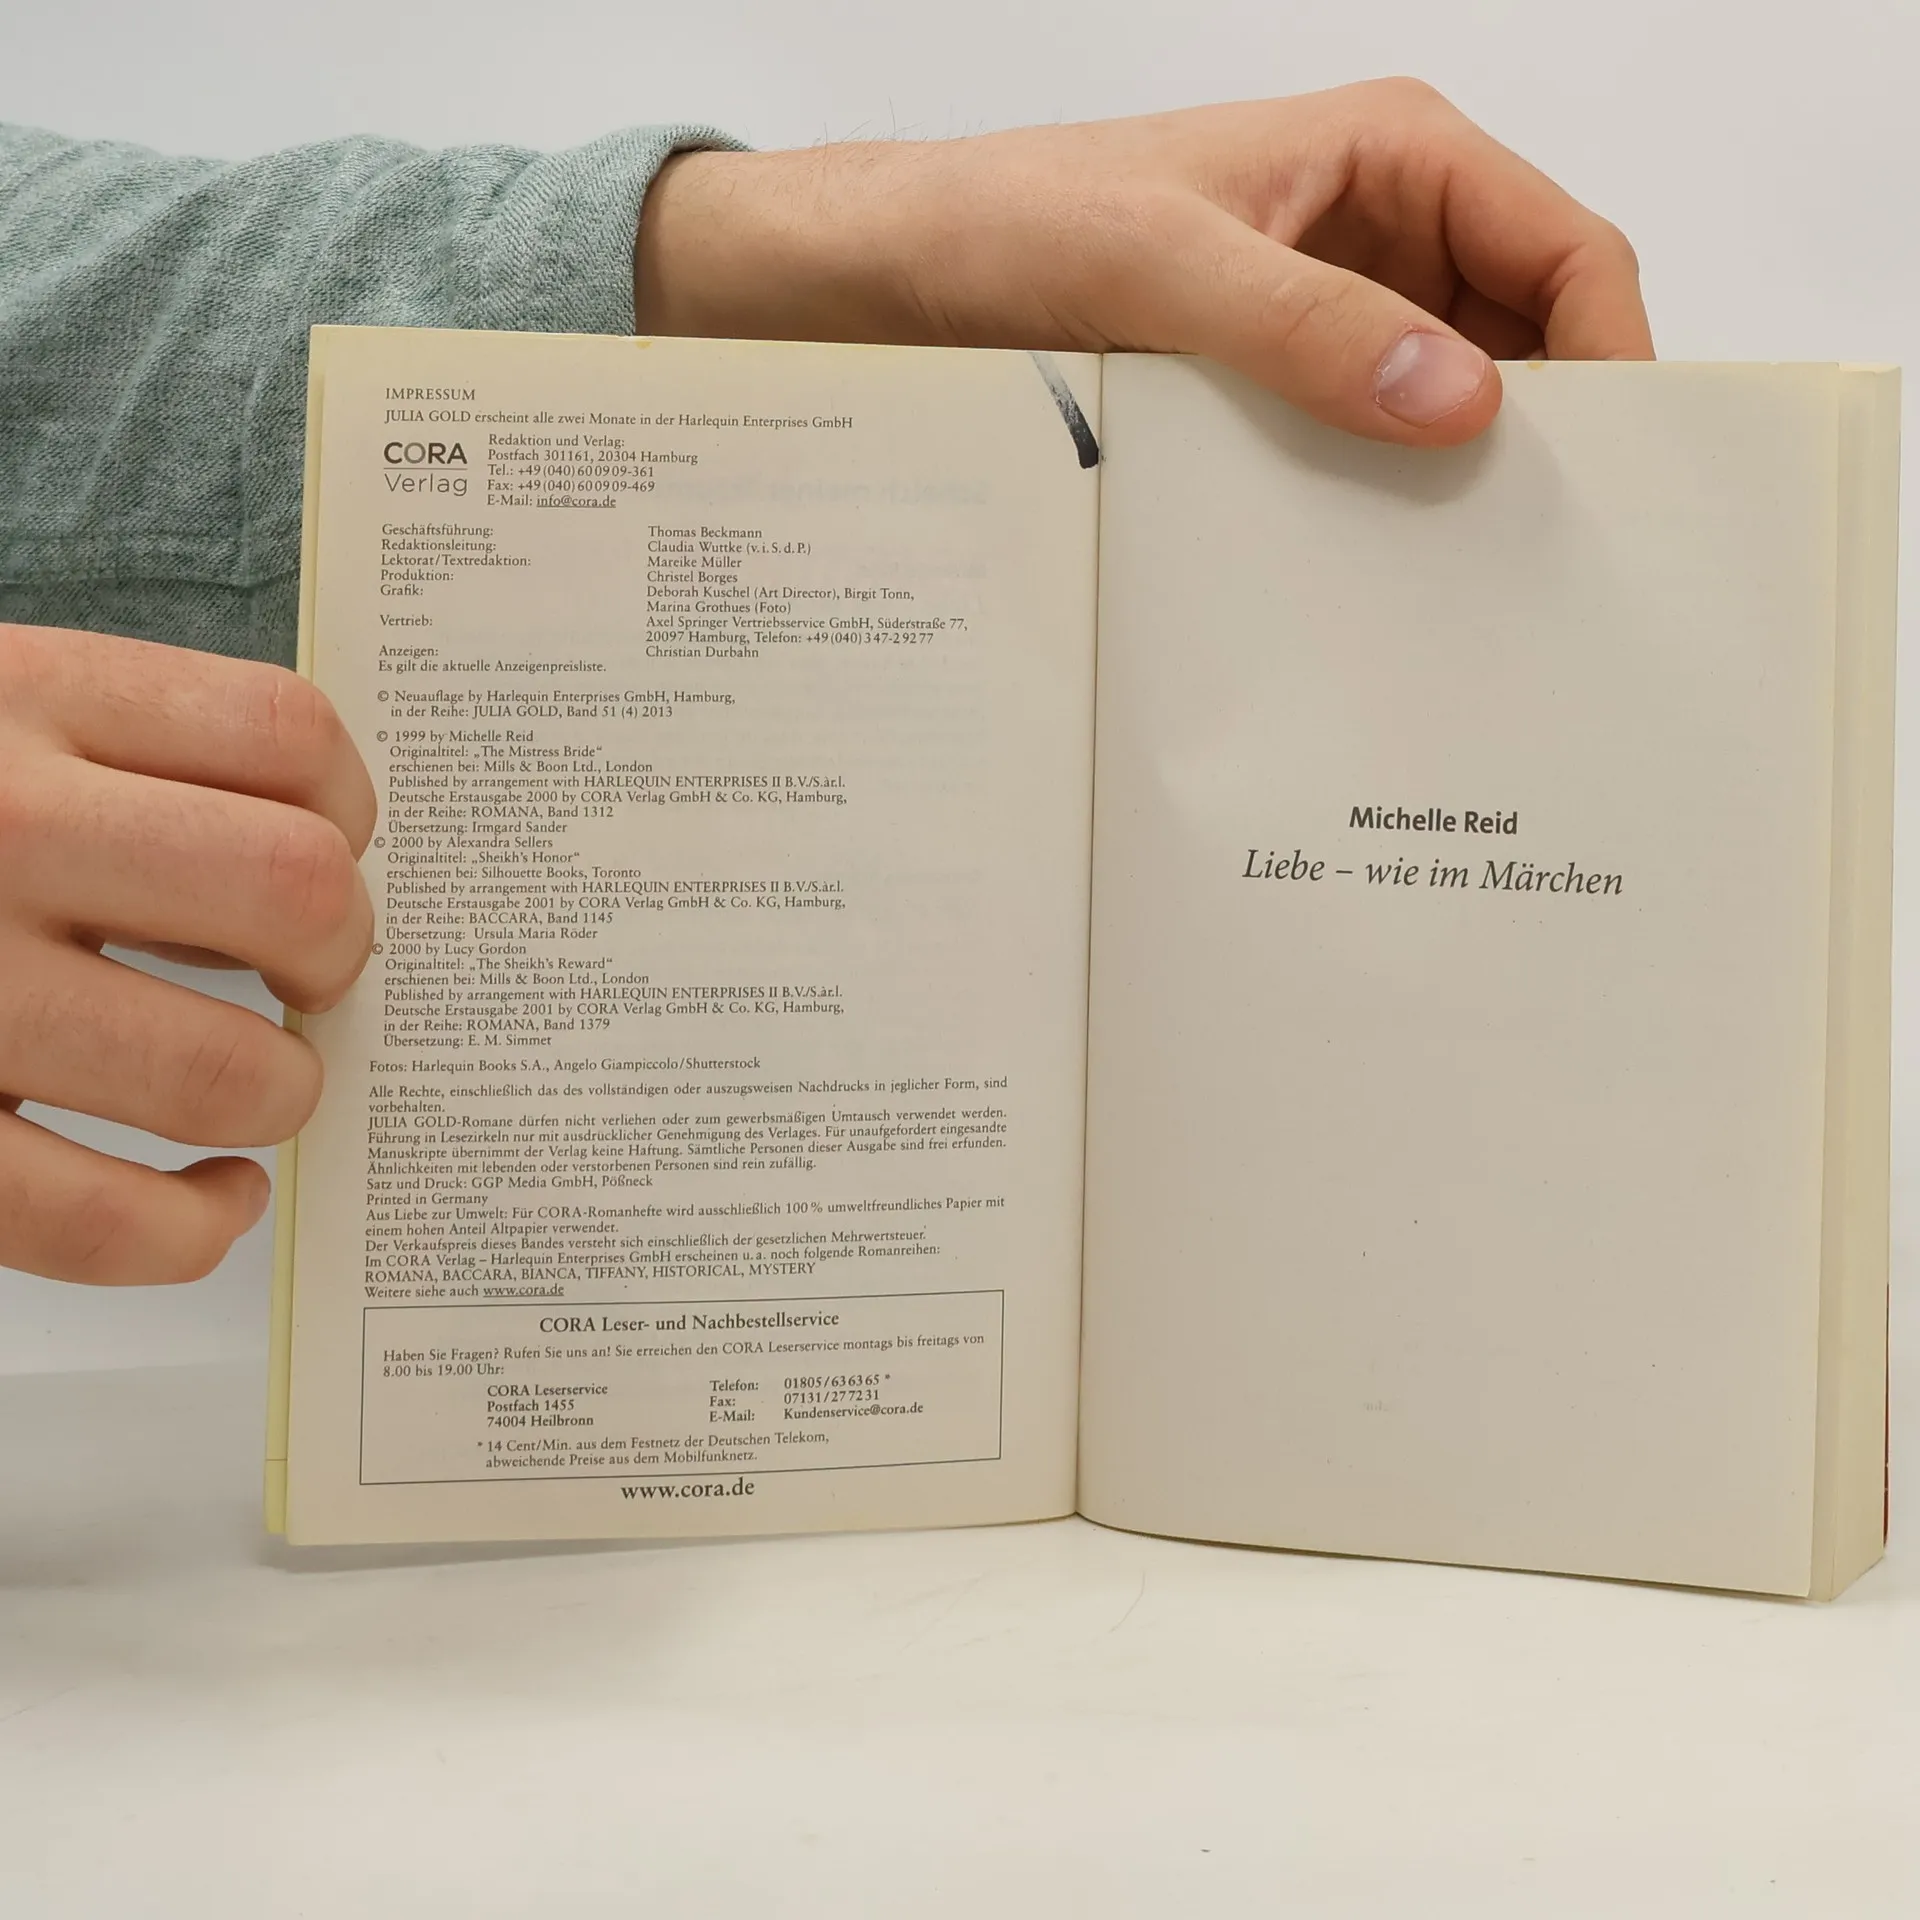 IMPRESSUM
JULIA GOLD erscheint alle zwei Monate in der Harlequin Enterprises GmbH
CORA
Verlag
Redaktion und Verlag:
Postfach 301161, 20304 Hamburg
Tel.: +49(040)600909-361
Fax: +49(040)600909-469
E-Mail: info@cora.de
Geschäftsführung: Thomas Beckmann
Redaktionsleitung: Claudia Wuttke (v.i.S.d.P.)
Lektorat/Textredaktion: Mareike Müller
Produktion: Christel Borges
Grafik: Deborah Kuschel (Art Director), Birgit Tonn,
Marina Grothues (Foto)
Vertrieb: Axel Springer Vertriebsservice GmbH, Süderstraße 77,
20097 Hamburg, Telefon: +49(040)347-29277
Anzeigen: Christian Durbahn
Es gilt die aktuelle Anzeigenpreisliste.
© Neuauflage by Harlequin Enterprises GmbH, Hamburg,
in der Reihe: JULIA GOLD, Band 51 (4) 2013
© 1999 by Michelle Reid
Originaltitel: „The Mistress Bride“
erschienen bei: Mills & Boon Ltd., London
Published by arrangement with HARLEQUIN ENTERPRISES II B.V./S.àr.l.
Deutsche Erstausgabe 2000 by CORA Verlag GmbH & Co. KG, Hamburg,
in der Reihe: ROMANA, Band 1312
Übersetzung: Irmgard Sander
© 2000 by Alexandra Sellers
Originaltitel: „Sheikh's Honor“
erschienen bei: Silhouette Books, Toronto
Published by arrangement with HARLEQUIN ENTERPRISES II B.V./S.àr.l.
Deutsche Erstausgabe 2001 by CORA Verlag GmbH & Co. KG, Hamburg,
in der Reihe: BACCARA, Band 1145
Übersetzung: Ursula Maria Röder
© 2000 by Lucy Gordon
Originaltitel: „The Sheikh's Reward“
erschienen bei: Mills & Boon Ltd., London
Published by arrangement with HARLEQUIN ENTERPRISES II B.V./S.àr.l.
Deutsche Erstausgabe 2001 by CORA Verlag GmbH & Co. KG, Hamburg,
in der Reihe: ROMANA, Band 1379
Übersetzung: E. M. Simmet
Fotos: Harlequin Books S.A., Angelo Giampiccolo/Shutterstock
Alle Rechte, einschließlich das des vollständigen oder auszugsweisen Nachdrucks in jeglicher Form, sind
vorbehalten.
JULIA GOLD-Romane dürfen nicht verliehen oder zum gewerbsmäßigen Umtausch verwendet werden.
Führung in Lesezirkeln nur mit ausdrücklicher Genehmigung des Verlages. Für unaufgefordert eingesandte
Manuskripte übernimmt der Verlag keine Haftung. Sämtliche Personen dieser Ausgabe sind frei erfunden.
Ähnlichkeiten mit lebenden oder verstorbenen Personen sind rein zufällig.
Satz und Druck: GGP Media GmbH, Pößneck
Printed in Germany
Aus Liebe zur Umwelt: Für CORA-Romanhefte wird ausschließlich 100 % umweltfreundliches Papier mit
einem hohen Anteil Altpapier verwendet.
Der Verkaufspreis dieses Bandes versteht sich einschließlich der gesetzlichen Mehrwertsteuer.
Im CORA Verlag – Harlequin Enterprises GmbH erscheinen u.a. noch folgende Romanreihen:
ROMANA, BACCARA, BIANCA, TIFFANY, HISTORICAL, MYSTERY
Weitere siehe auch www.cora.de
CORA Leser- und Nachbestellservice
Haben Sie Fragen? Rufen Sie uns an! Sie erreichen den CORA Leserservice montags bis freitags von
8.00 bis 19.00 Uhr:
CORA Leserservice Telefon: 01805/636365 *
Postfach 1455 Fax: 07131/277231
74004 Heilbronn E-Mail: Kundenservice@cora.de
* 14 Cent/Min. aus dem Festnetz der Deutschen Telekom,
abweichende Preise aus dem Mobilfunknetz.
www.cora.de
Michelle Reid
Liebe – wie im Märchen